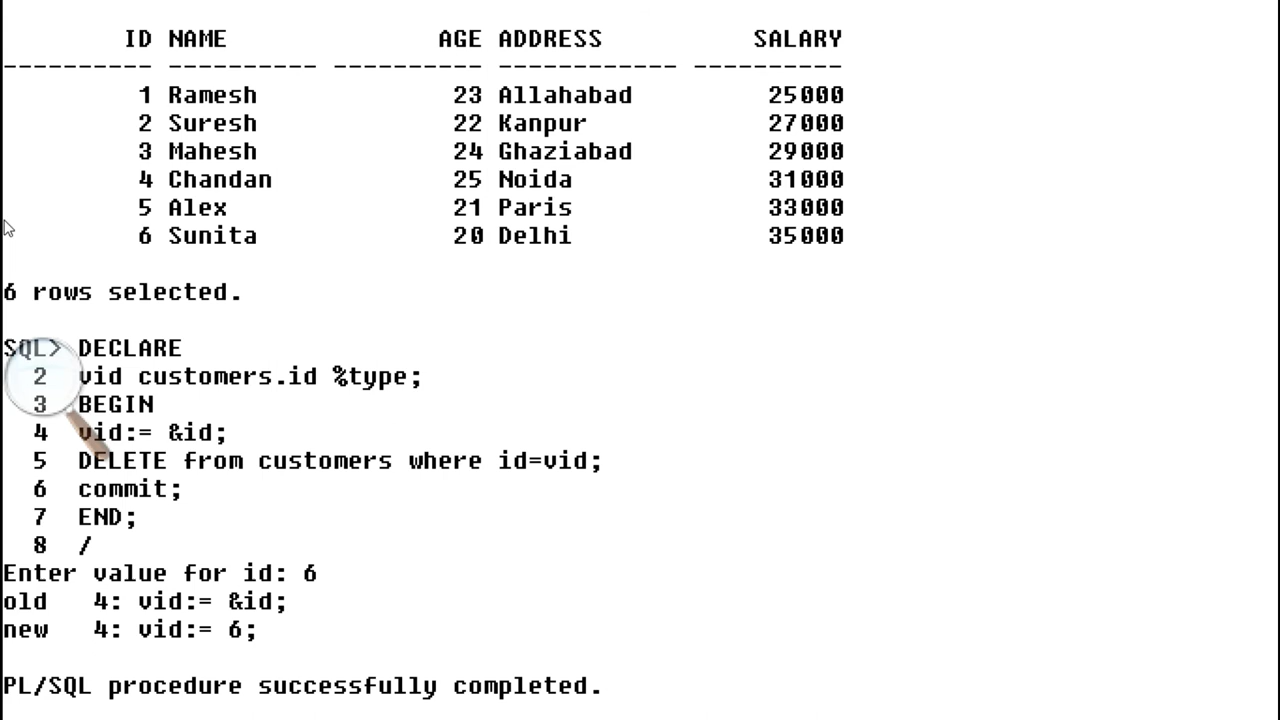 ID NAME AGE ADDRESS SALARY
---------- ---------- ---------- ------------ ----------
1 Ramesh 23 Allahabad 25000
2 Suresh 22 Kanpur 27000
3 Mahesh 24 Ghaziabad 29000
4 Chandan 25 Noida 31000
5 Alex 21 Paris 33000
6 Sunita 20 Delhi 35000
6 rows selected.
SQL> DECLARE
2 vid customers.id %type;
3 BEGIN
4 vid:= &id;
5 DELETE from customers where id=vid;
6 commit;
7 END;
8 /
Enter value for id: 6
old 4: vid:= &id;
new 4: vid:= 6;
PL/SQL procedure successfully completed.